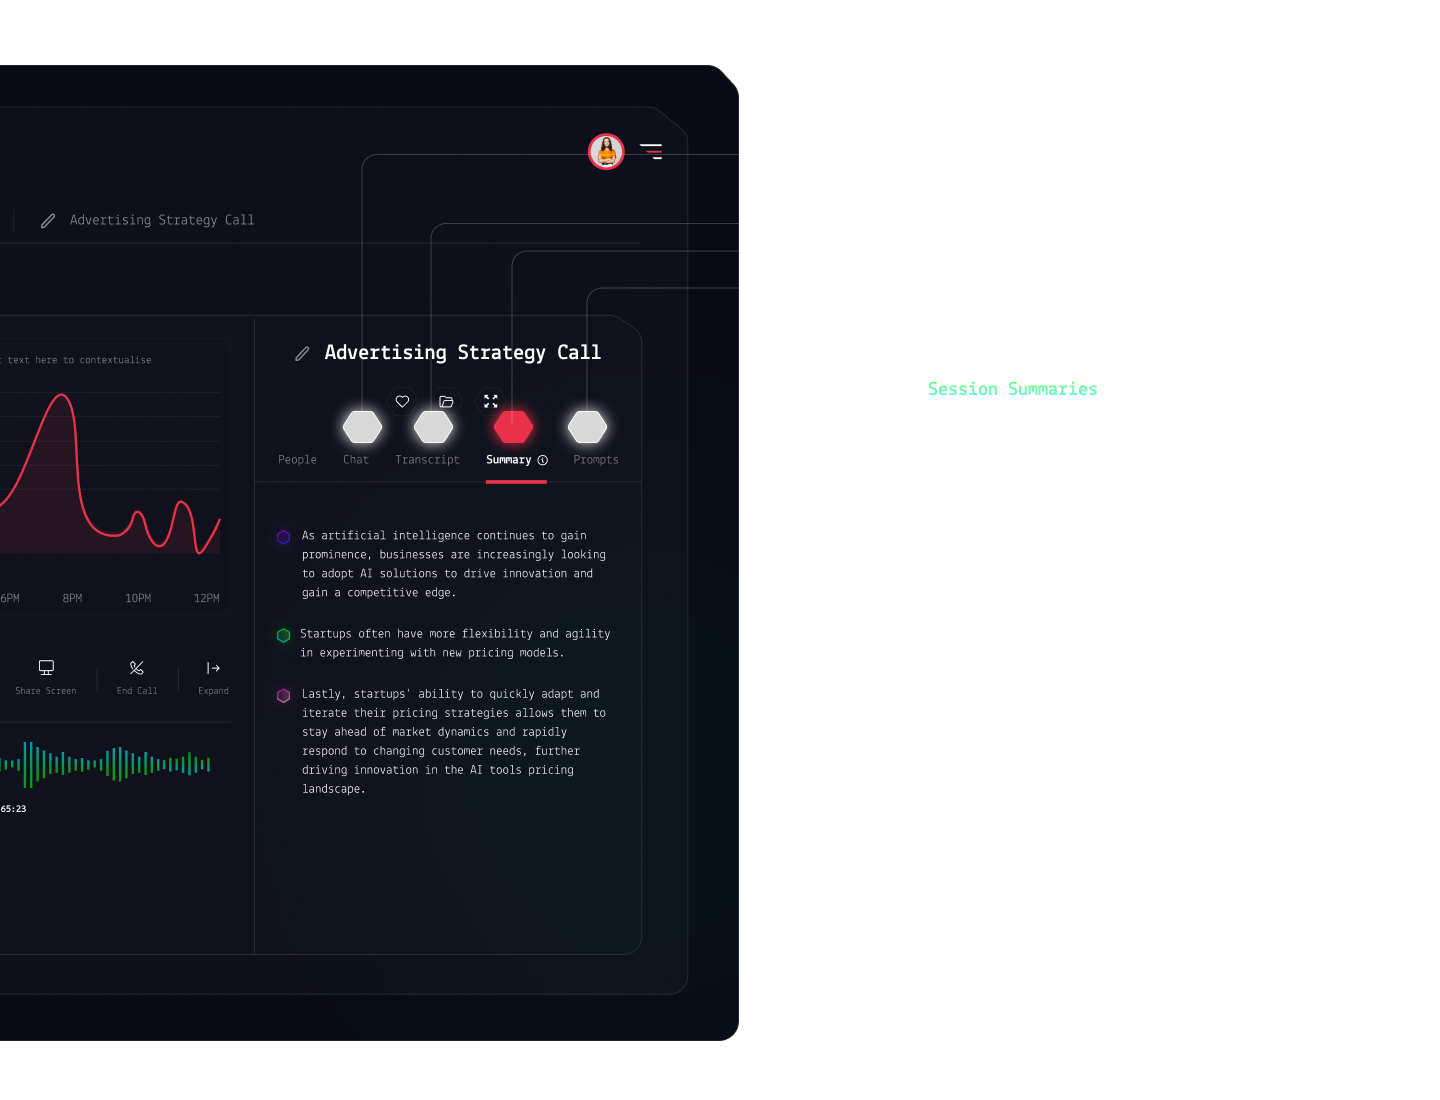 Advertising Strategy Call
text here to contextualise
6PM 8PM 10PM 12PM
Share Screen End Call Expand
65:23
Advertising Strategy Call
People Chat Transcript Summary Prompts
As artificial intelligence continues to gain
prominence, businesses are increasingly looking
to adopt AI solutions to drive innovation and
gain a competitive edge.
Startups often have more flexibility and agility
in experimenting with new pricing models.
Lastly, startups' ability to quickly adapt and
iterate their pricing strategies allows them to
stay ahead of market dynamics and rapidly
respond to changing customer needs, further
driving innovation in the AI tools pricing
landscape.
Session Summaries